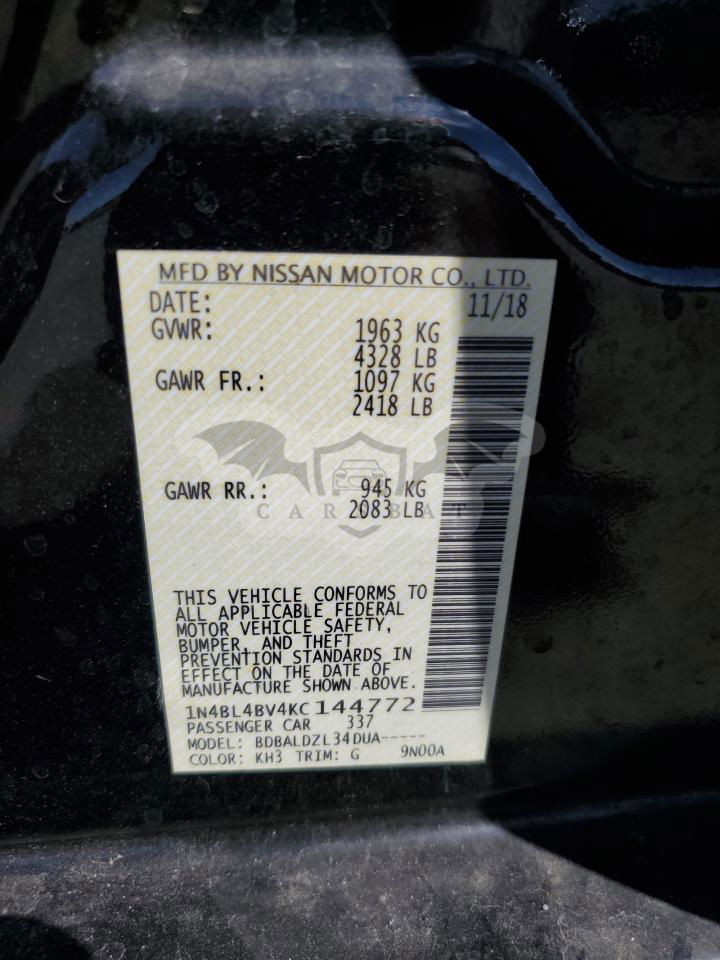 MFD BY NISSAN MOTOR CO., LTD.
DATE: 11/18
GVWR: 1963 KG
4328 LB
GAWR FR.: 1097 KG
2418 LB
GAWR RR.: 945 KG
CAR BAT
2083 LB
THIS VEHICLE CONFORMS TO
ALL APPLICABLE FEDERAL
MOTOR VEHICLE SAFETY,
BUMPER, AND THEFT
PREVENTION STANDARDS IN
EFFECT ON THE DATE OF
MANUFACTURE SHOWN ABOVE.
1N4BL4BV4KC144772
PASSENGER CAR 337
MODEL: BDBALDZL34DUA-----
COLOR: KH3 TRIM: G 9N00A